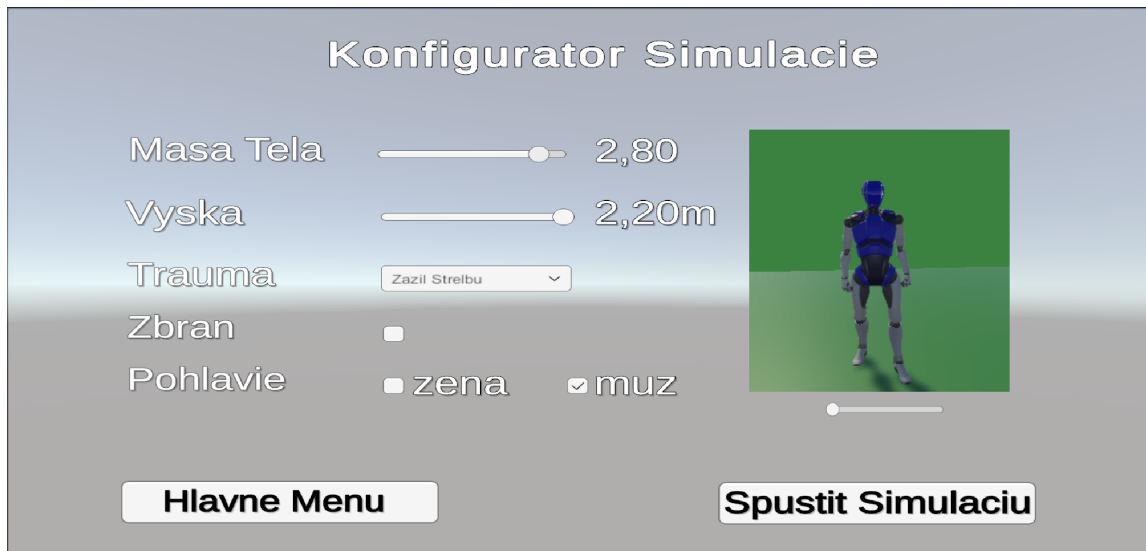 Konfigurator Simulacie
Masa Tela 2,80
Vyska 2,20m
Trauma Zazil Strelbu
Zbran
Pohlavie zena muz
Hlavne Menu Spustit Simulaciu